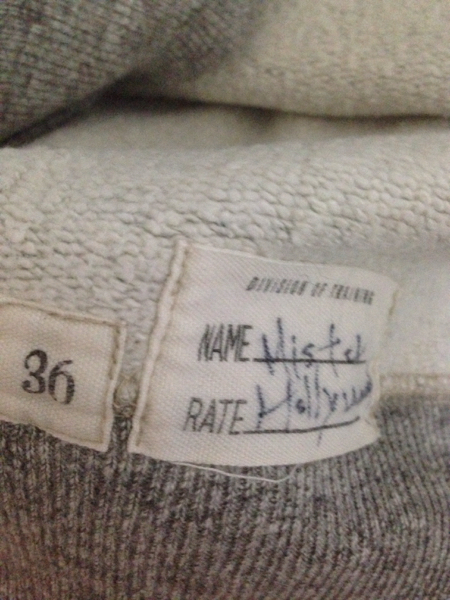 36
DIVISION OF TRAINING
NAME Mister
RATE Hollywood